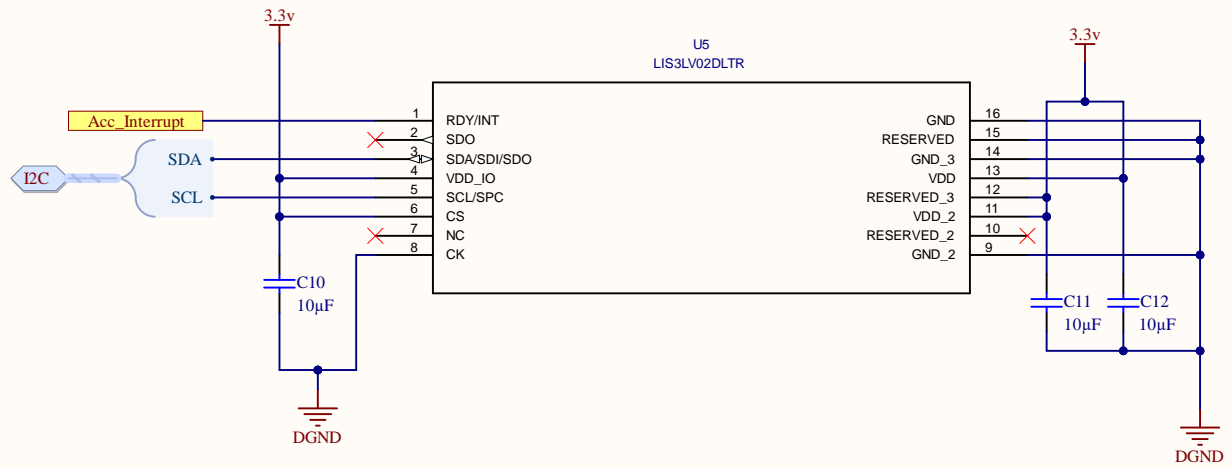 3.3v
U5
LIS3LV02DLTR
3.3v
Acc_Interrupt
1
RDY/INT
GND
16
2
SDO
RESERVED
15
I2C
SDA
3
SDA/SDI/SDO
GND_3
14
4
VDD_IO
VDD
13
SCL
5
SCL/SPC
RESERVED_3
12
6
CS
VDD_2
11
7
NC
RESERVED_2
10
8
CK
GND_2
9
C10
10µF
C11
10µF
C12
10µF
DGND
DGND